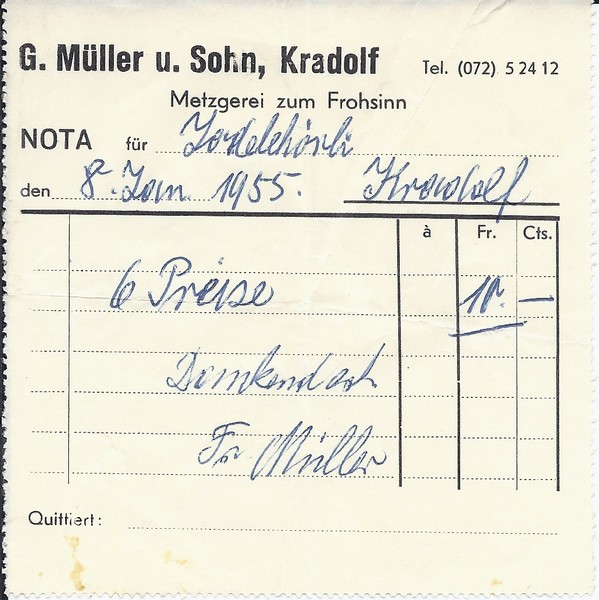 G. Müller u. Sohn, Kradolf Tel. (072) 5 24 12
Metzgerei zum Frohsinn
NOTA für Jodelchörli
den 8. Jan. 1955. Kradolf
à Fr. Cts.
6 Preise 10. —
Dankend
Fr. Müller
Quittiert: